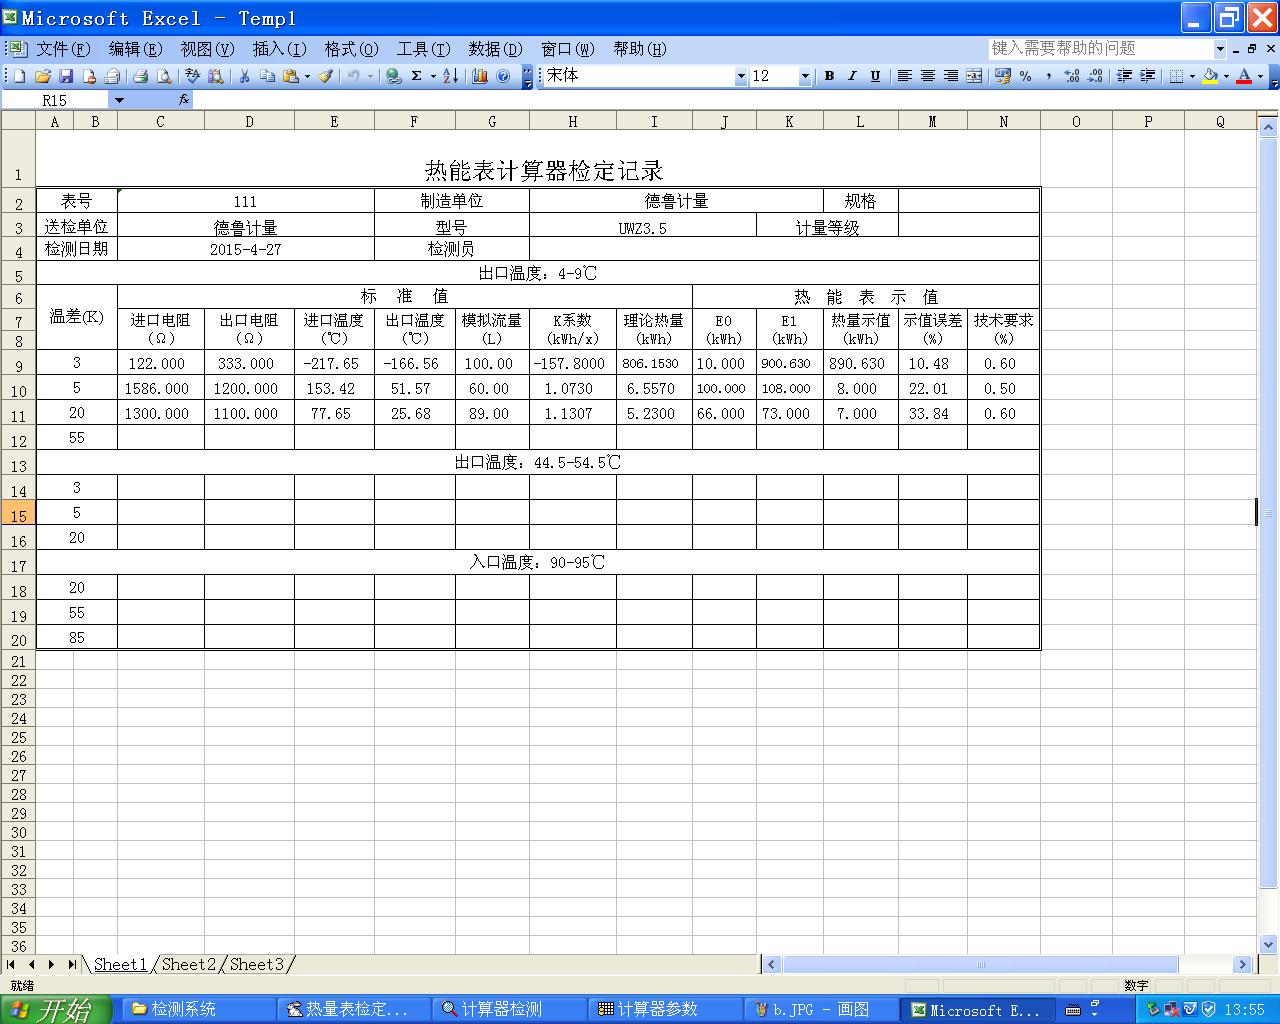 Microsoft Excel - Temp1
文件(F) 编辑(E) 视图(V) 插入(I) 格式(O) 工具(T) 数据(D) 窗口(W) 帮助(H) 键入需要帮助的问题
宋体 12 B I U
R15 fx
A B C D E F G H I J K L M N O P Q
1 热能表计算器检定记录
2 表号 111 制造单位 德鲁计量 规格
3 送检单位 德鲁计量 型号 UWZ3.5 计量等级
4 检测日期 2015-4-27 检测员
5 出口温度：4-9℃
6 温差(K) 标 准 值 热 能 表 示 值
7 进口电阻 出口电阻 进口温度 出口温度 模拟流量 K系数 理论热量 E0 E1 热量示值 示值误差 技术要求
8 (Ω) (Ω) (℃) (℃) (L) (kWh/x) (kWh) (kWh) (kWh) (kWh) (%) (%)
9 3 122.000 333.000 -217.65 -166.56 100.00 -157.8000 806.1530 10.000 900.630 890.630 10.48 0.60
10 5 1586.000 1200.000 153.42 51.57 60.00 1.0730 6.5570 100.000 108.000 8.000 22.01 0.50
11 20 1300.000 1100.000 77.65 25.68 89.00 1.1307 5.2300 66.000 73.000 7.000 33.84 0.60
12 55
13 出口温度：44.5-54.5℃
14 3
15 5
16 20
17 入口温度：90-95℃
18 20
19 55
20 85
21
22
23
24
25
26
27
28
29
30
31
32
33
34
35
36
Sheet1 Sheet2 Sheet3
就绪 数字
开始 检测系统 热量表检定... 计算器检测 计算器参数 b.JPG - 画图 Microsoft E... 13:55